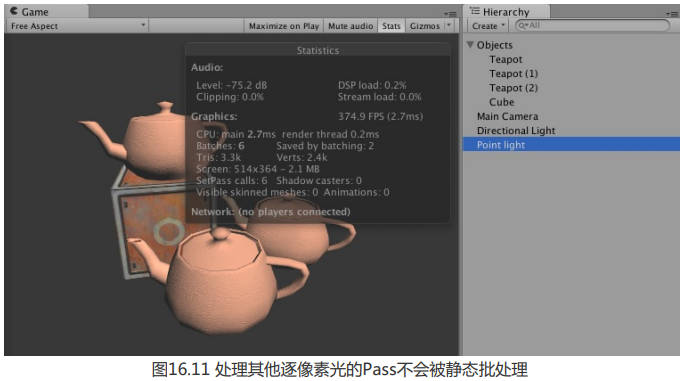 Game
Free Aspect Maximize on Play Mute audio Stats Gizmos
Statistics
Audio:
Level: -75.2 dB DSP load: 0.2%
Clipping: 0.0% Stream load: 0.0%
Graphics: 374.9 FPS (2.7ms)
CPU: main 2.7ms render thread 0.2ms
Batches: 6 Saved by batching: 2
Tris: 3.3k Verts: 2.4k
Screen: 514x364 - 2.1 MB
SetPass calls: 6 Shadow casters: 0
Visible skinned meshes: 0 Animations: 0
Network: (no players connected)
Hierarchy
Create All
Objects
Teapot
Teapot (1)
Teapot (2)
Cube
Main Camera
Directional Light
Point light
图16.11 处理其他逐像素光的Pass不会被静态批处理